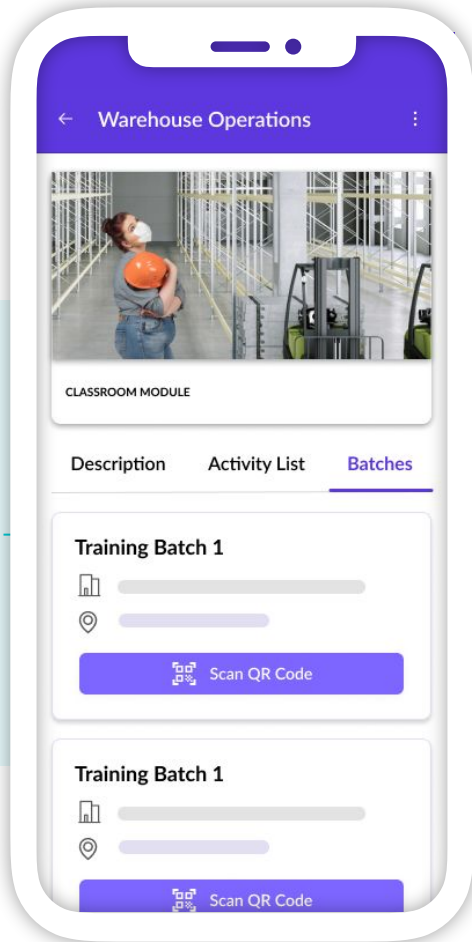 Warehouse Operations
CLASSROOM MODULE
Description Activity List Batches
Training Batch 1
Scan QR Code
Training Batch 1
Scan QR Code